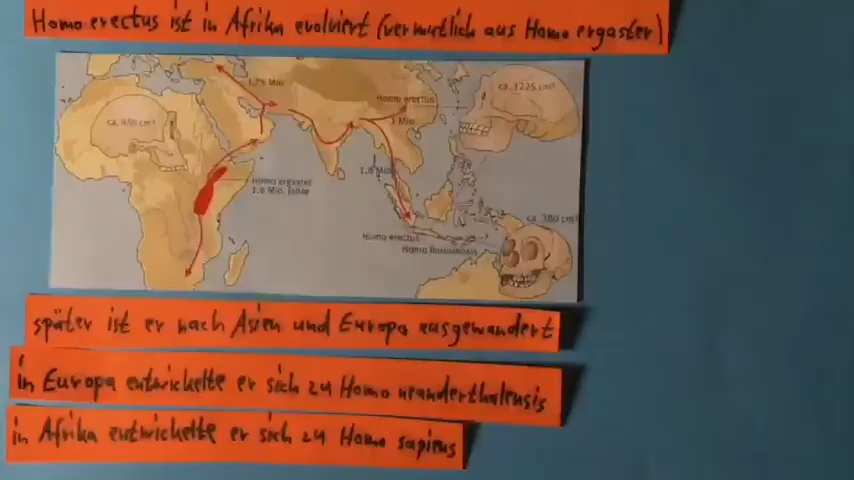 Homo erectus ist in Afrika evolviert (vermutlich aus Homo ergaster)
1,75 Mio.
ca. 1225 cm³
Homo erectus
1 Mio.
ca. 850 cm³
1,8 Mio.
Homo ergaster
1,8 Mio. Jahre
ca. 380 cm³
Homo erectus
Homo floresiensis
später ist er nach Asien und Europa ausgewandert
in Europa entwickelte er sich zu Homo neanderthalensis
in Afrika entwickelte er sich zu Homo sapiens